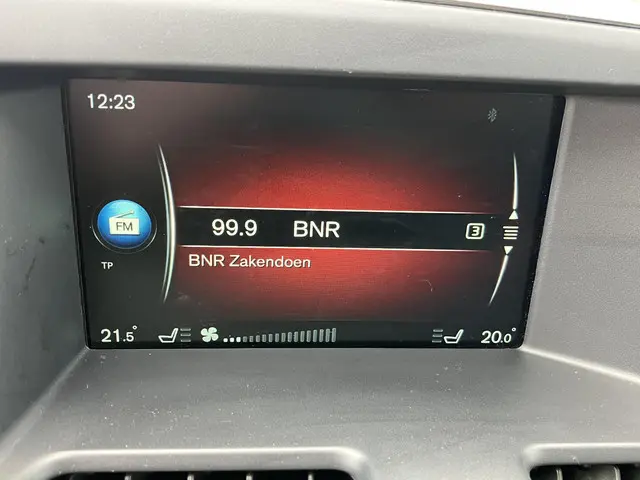 12:23
FM
99.9 BNR 3
TP
BNR Zakendoen
21.5° 20.0°